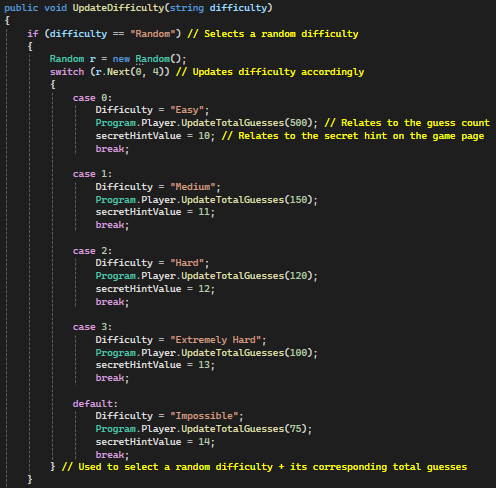 public void UpdateDifficulty(string difficulty)
{
if (difficulty == "Random") // Selects a random difficulty
{
Random r = new Random();
switch (r.Next(0, 4)) // Updates difficulty accordingly
{
case 0:
Difficulty = "Easy";
Program.Player.UpdateTotalGuesses(500); // Relates to the guess count
secretHintValue = 10; // Relates to the secret hint on the game page
break;
case 1:
Difficulty = "Medium";
Program.Player.UpdateTotalGuesses(150);
secretHintValue = 11;
break;
case 2:
Difficulty = "Hard";
Program.Player.UpdateTotalGuesses(120);
secretHintValue = 12;
break;
case 3:
Difficulty = "Extremely Hard";
Program.Player.UpdateTotalGuesses(100);
secretHintValue = 13;
break;
default:
Difficulty = "Impossible";
Program.Player.UpdateTotalGuesses(75);
secretHintValue = 14;
break;
} // Used to select a random difficulty + its corresponding total guesses
}